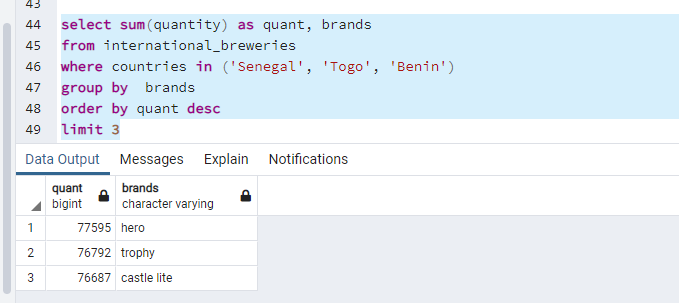 43
44 select sum(quantity) as quant, brands
45 from international_breweries
46 where countries in ('Senegal', 'Togo', 'Benin')
47 group by  brands
48 order by quant desc
49 limit 3
Data Output Messages Explain Notifications
quant bigint brands character varying
1 77595 hero
2 76792 trophy
3 76687 castle lite